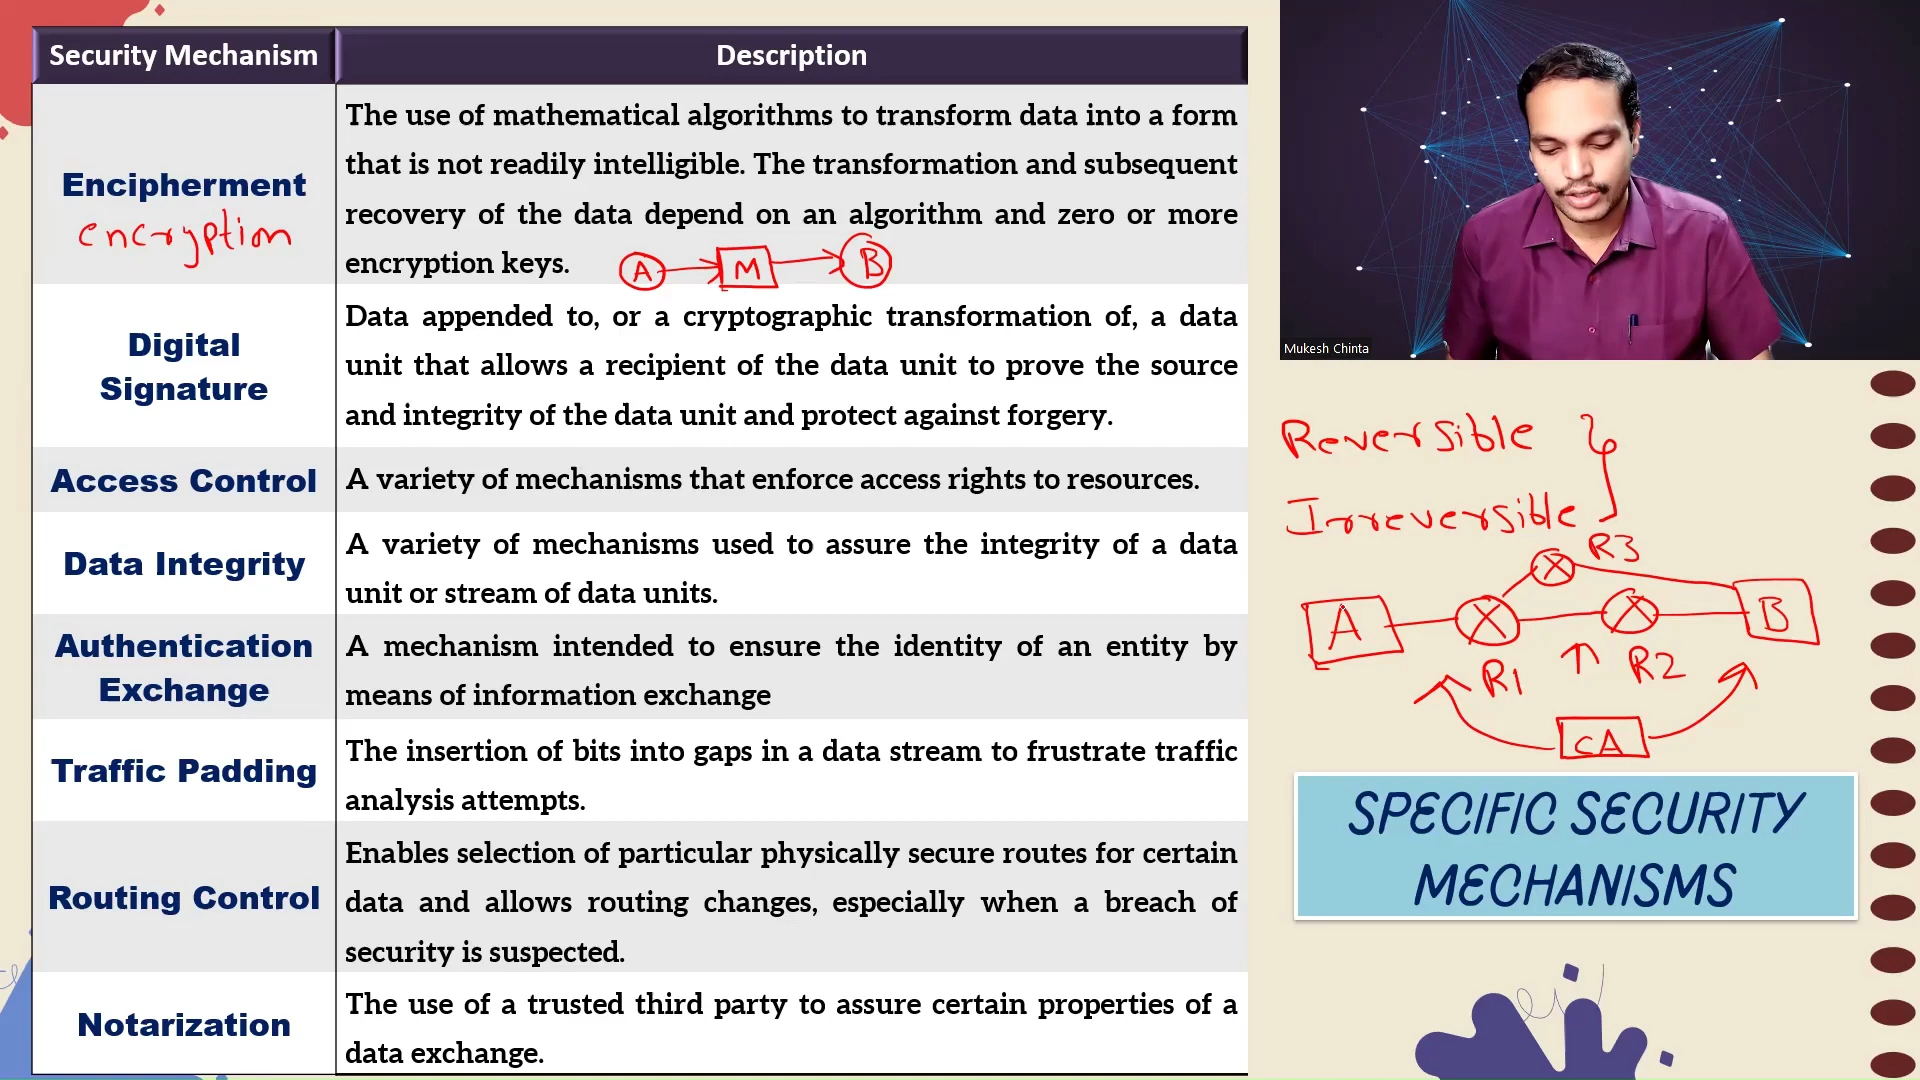 Security Mechanism
Description
Encipherment
encryption
The use of mathematical algorithms to transform data into a form
that is not readily intelligible. The transformation and subsequent
recovery of the data depend on an algorithm and zero or more
encryption keys.
A M B
Digital
Signature
Data appended to, or a cryptographic transformation of, a data
unit that allows a recipient of the data unit to prove the source
and integrity of the data unit and protect against forgery.
Access Control
A variety of mechanisms that enforce access rights to resources.
Data Integrity
A variety of mechanisms used to assure the integrity of a data
unit or stream of data units.
Authentication
Exchange
A mechanism intended to ensure the identity of an entity by
means of information exchange
Traffic Padding
The insertion of bits into gaps in a data stream to frustrate traffic
analysis attempts.
Routing Control
Enables selection of particular physically secure routes for certain
data and allows routing changes, especially when a breach of
security is suspected.
Notarization
The use of a trusted third party to assure certain properties of a
data exchange.
Mukesh Chinta
Reversible
Irreversible
R3
A B
R1 R2
CA
SPECIFIC SECURITY
MECHANISMS